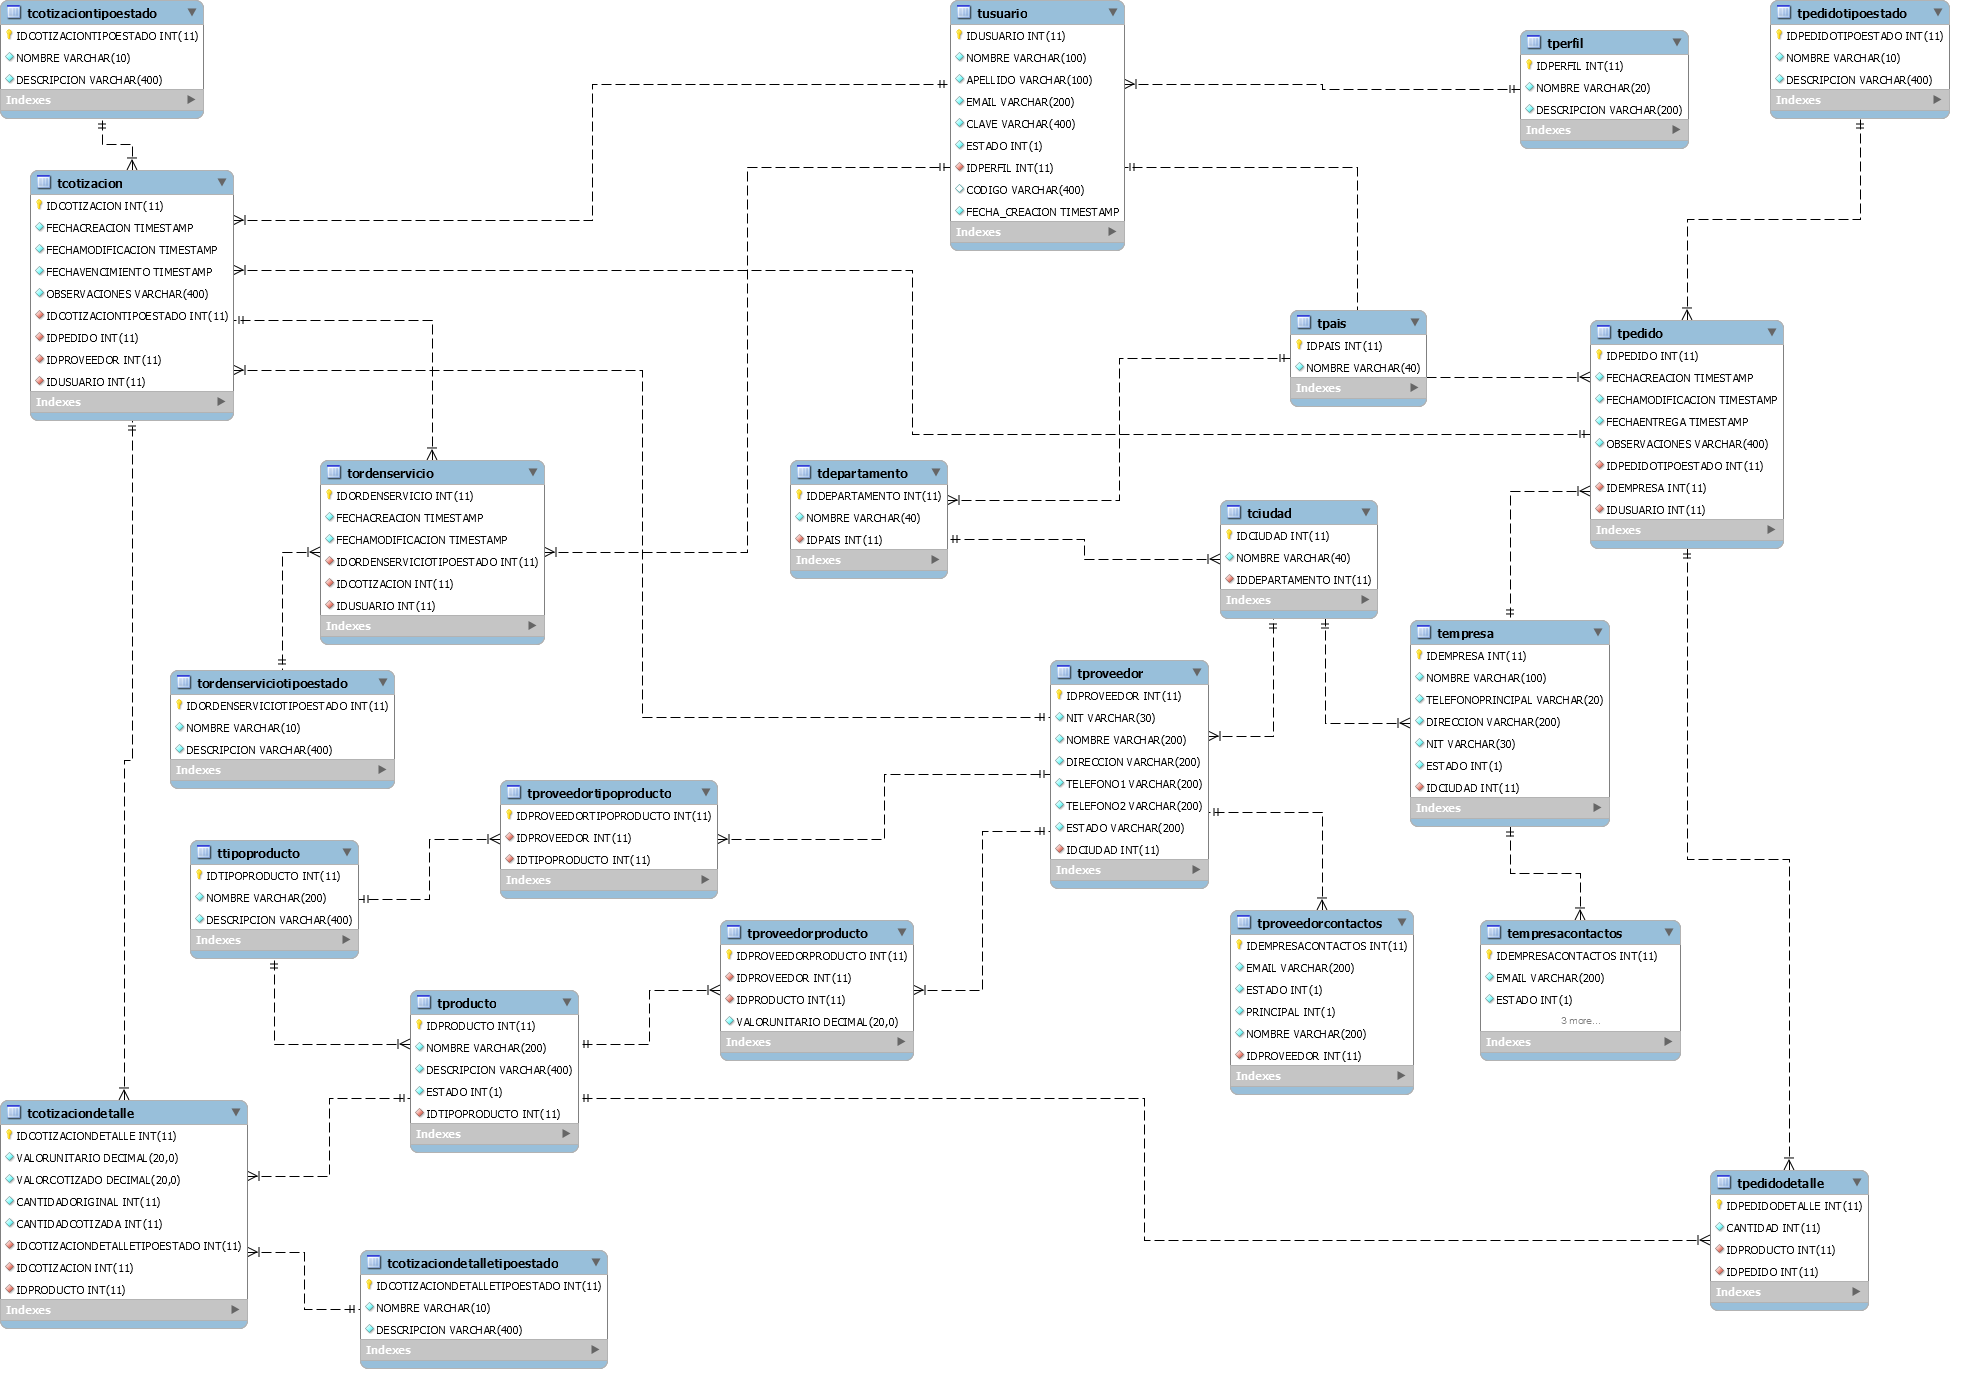 tcotizaciontipoestado
IDCOTIZACIONTIPOESTADO INT(11)
NOMBRE VARCHAR(10)
DESCRIPCION VARCHAR(400)
Indexes
tusuario
IDUSUARIO INT(11)
NOMBRE VARCHAR(100)
APELLIDO VARCHAR(100)
EMAIL VARCHAR(200)
CLAVE VARCHAR(400)
ESTADO INT(1)
IDPERFIL INT(11)
CODIGO VARCHAR(400)
FECHA_CREACION TIMESTAMP
Indexes
tperfil
IDPERFIL INT(11)
NOMBRE VARCHAR(20)
DESCRIPCION VARCHAR(200)
Indexes
tpedidotipoestado
IDPEDIDOTIPOESTADO INT(11)
NOMBRE VARCHAR(10)
DESCRIPCION VARCHAR(400)
Indexes
tcotizacion
IDCOTIZACION INT(11)
FECHACREACION TIMESTAMP
FECHAMODIFICACION TIMESTAMP
FECHAVENCIMIENTO TIMESTAMP
OBSERVACIONES VARCHAR(400)
IDCOTIZACIONTIPOESTADO INT(11)
IDPEDIDO INT(11)
IDPROVEEDOR INT(11)
IDUSUARIO INT(11)
Indexes
tpais
IDPAIS INT(11)
NOMBRE VARCHAR(40)
Indexes
tpedido
IDPEDIDO INT(11)
FECHACREACION TIMESTAMP
FECHAMODIFICACION TIMESTAMP
FECHAENTREGA TIMESTAMP
OBSERVACIONES VARCHAR(400)
IDPEDIDOTIPOESTADO INT(11)
IDEMPRESA INT(11)
IDUSUARIO INT(11)
Indexes
tordenservicio
IDORDENSERVICIO INT(11)
FECHACREACION TIMESTAMP
FECHAMODIFICACION TIMESTAMP
IDORDENSERVICIOTIPOESTADO INT(11)
IDCOTIZACION INT(11)
IDUSUARIO INT(11)
Indexes
tdepartamento
IDDEPARTAMENTO INT(11)
NOMBRE VARCHAR(40)
IDPAIS INT(11)
Indexes
tciudad
IDCIUDAD INT(11)
NOMBRE VARCHAR(40)
IDDEPARTAMENTO INT(11)
Indexes
tempresa
IDEMPRESA INT(11)
NOMBRE VARCHAR(100)
TELEFONOPRINCIPAL VARCHAR(20)
DIRECCION VARCHAR(200)
NIT VARCHAR(30)
ESTADO INT(1)
IDCIUDAD INT(11)
Indexes
tordenserviciotipoestado
IDORDENSERVICIOTIPOESTADO INT(11)
NOMBRE VARCHAR(10)
DESCRIPCION VARCHAR(400)
Indexes
tproveedor
IDPROVEEDOR INT(11)
NIT VARCHAR(30)
NOMBRE VARCHAR(200)
DIRECCION VARCHAR(200)
TELEFONO1 VARCHAR(200)
TELEFONO2 VARCHAR(200)
ESTADO VARCHAR(200)
IDCIUDAD INT(11)
Indexes
tproveedortipoproducto
IDPROVEEDORTIPOPRODUCTO INT(11)
IDPROVEEDOR INT(11)
IDTIPOPRODUCTO INT(11)
Indexes
ttipoproducto
IDTIPOPRODUCTO INT(11)
NOMBRE VARCHAR(200)
DESCRIPCION VARCHAR(400)
Indexes
tproveedorproducto
IDPROVEEDORPRODUCTO INT(11)
IDPROVEEDOR INT(11)
IDPRODUCTO INT(11)
VALORUNITARIO DECIMAL(20,0)
Indexes
tproveedorcontactos
IDEMPRESACONTACTOS INT(11)
EMAIL VARCHAR(200)
ESTADO INT(1)
PRINCIPAL INT(1)
NOMBRE VARCHAR(200)
IDPROVEEDOR INT(11)
Indexes
tempresacontactos
IDEMPRESACONTACTOS INT(11)
EMAIL VARCHAR(200)
ESTADO INT(1)
3 more...
Indexes
tproducto
IDPRODUCTO INT(11)
NOMBRE VARCHAR(200)
DESCRIPCION VARCHAR(400)
ESTADO INT(1)
IDTIPOPRODUCTO INT(11)
Indexes
tcotizaciondetalle
IDCOTIZACIONDETALLE INT(11)
VALORUNITARIO DECIMAL(20,0)
VALORCOTIZADO DECIMAL(20,0)
CANTIDADORIGINAL INT(11)
CANTIDADCOTIZADA INT(11)
IDCOTIZACIONDETALLETIPOESTADO INT(11)
IDCOTIZACION INT(11)
IDPRODUCTO INT(11)
Indexes
tpedidodetalle
IDPEDIDODETALLE INT(11)
CANTIDAD INT(11)
IDPRODUCTO INT(11)
IDPEDIDO INT(11)
Indexes
tcotizaciondetalletipoestado
IDCOTIZACIONDETALLETIPOESTADO INT(11)
NOMBRE VARCHAR(10)
DESCRIPCION VARCHAR(400)
Indexes